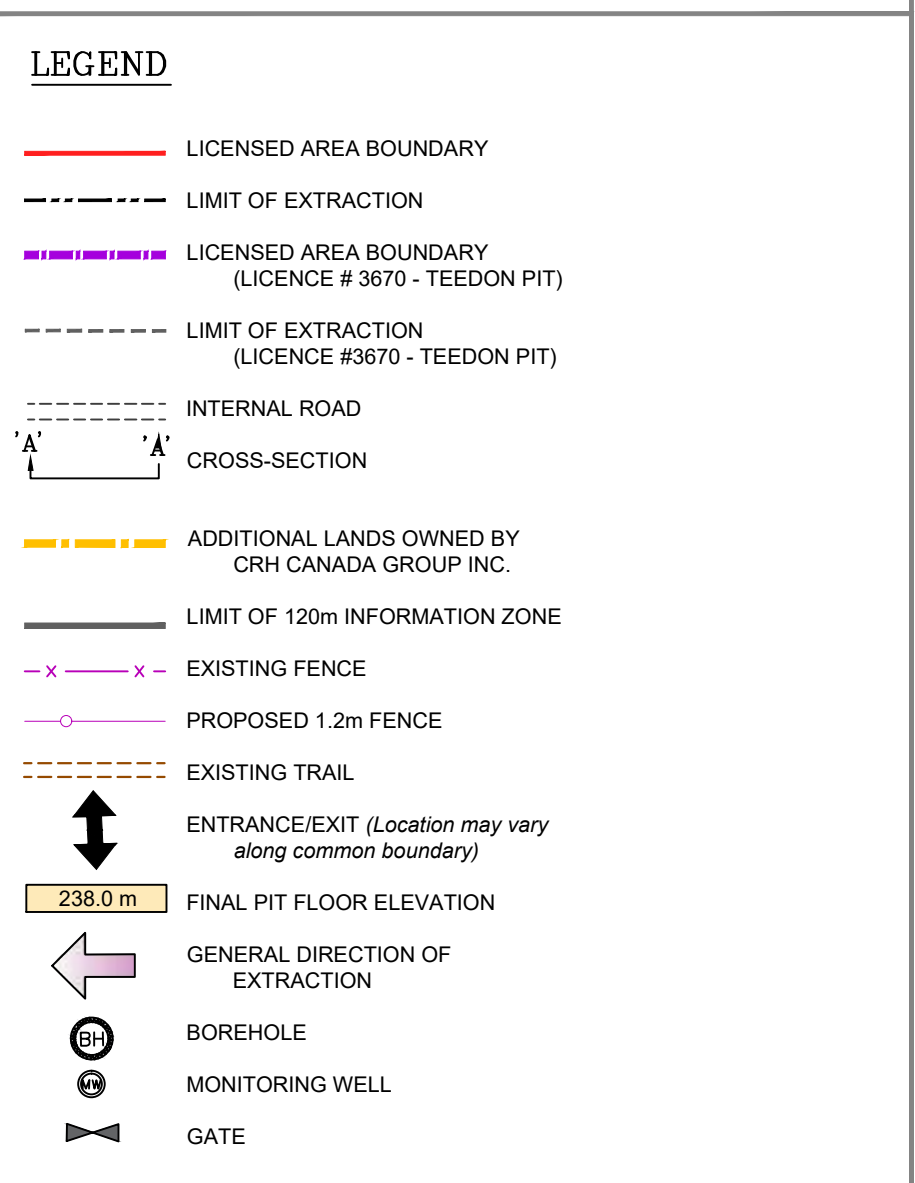 LEGEND
LICENSED AREA BOUNDARY
LIMIT OF EXTRACTION
LICENSED AREA BOUNDARY
(LICENCE # 3670 - TEEDON PIT)
LIMIT OF EXTRACTION
(LICENCE #3670 - TEEDON PIT)
INTERNAL ROAD
'A' 'A'
CROSS-SECTION
ADDITIONAL LANDS OWNED BY
CRH CANADA GROUP INC.
LIMIT OF 120m INFORMATION ZONE
EXISTING FENCE
PROPOSED 1.2m FENCE
EXISTING TRAIL
ENTRANCE/EXIT (Location may vary
along common boundary)
238.0 m FINAL PIT FLOOR ELEVATION
GENERAL DIRECTION OF
EXTRACTION
BH BOREHOLE
MW MONITORING WELL
GATE